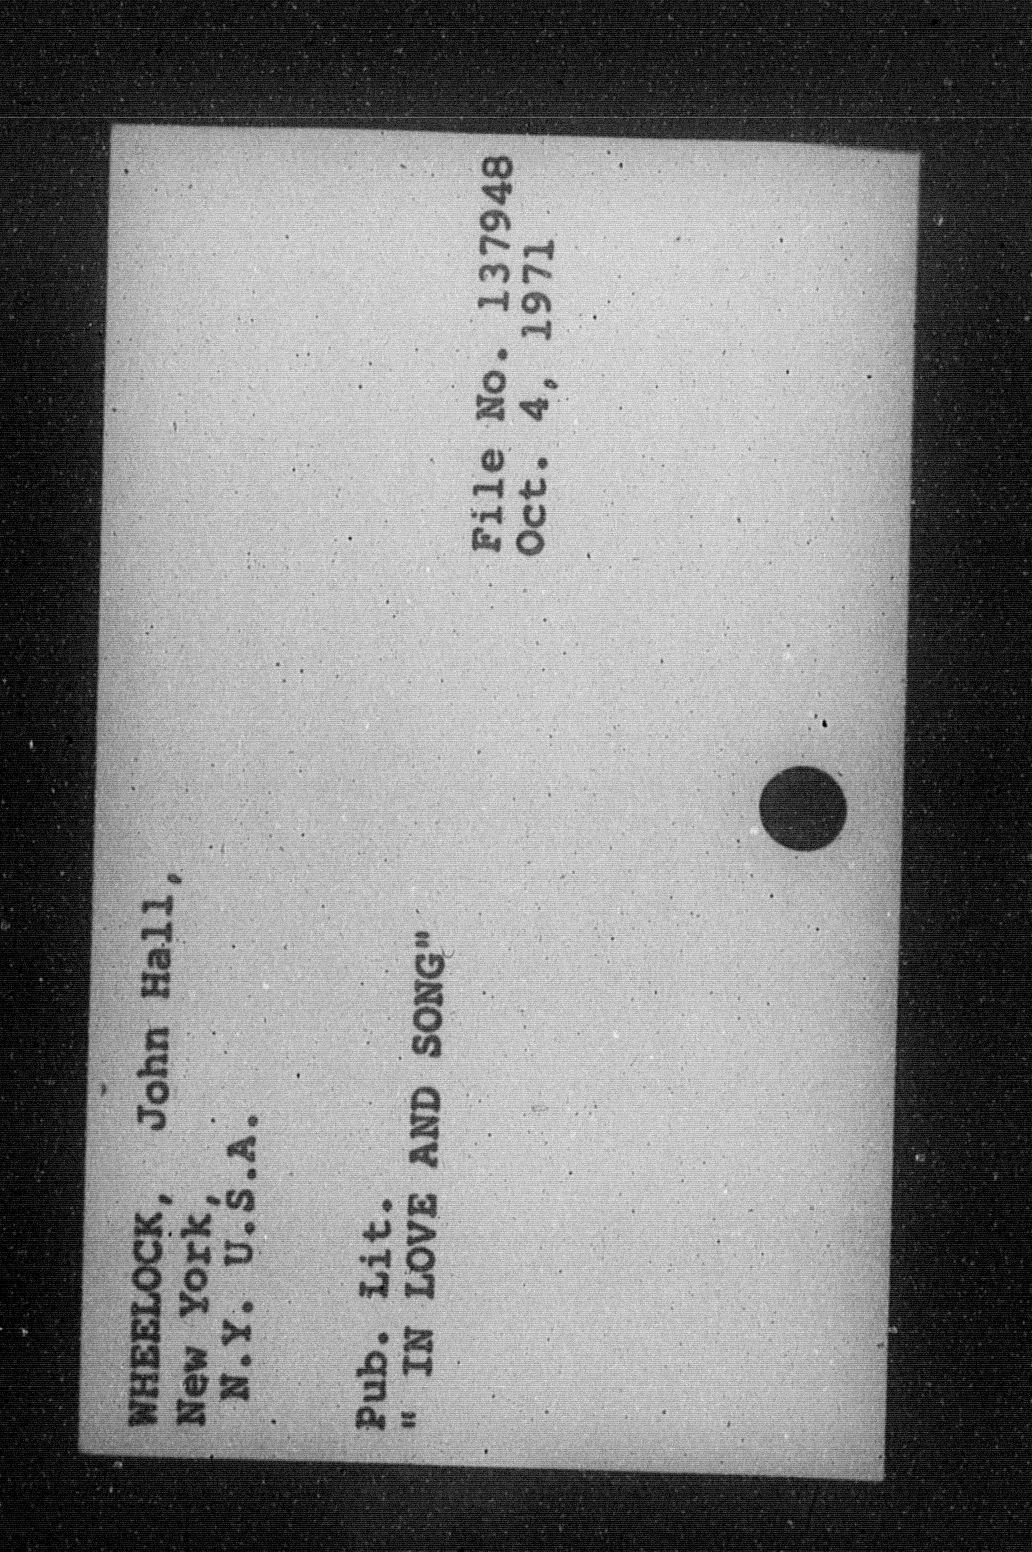 WHEELOCK, John Hall,
New York,
N.Y. U.S.A.
Pub. Lit.
" IN LOVE AND SONG"
File No. 137948
Oct. 4, 1971